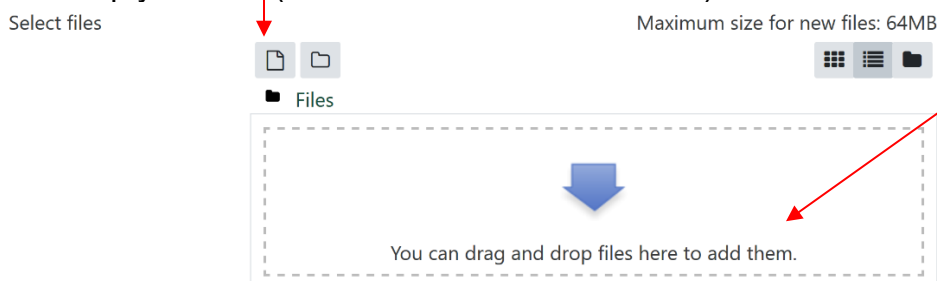 Select files
Maximum size for new files: 64MB
Files
You can drag and drop files here to add them.